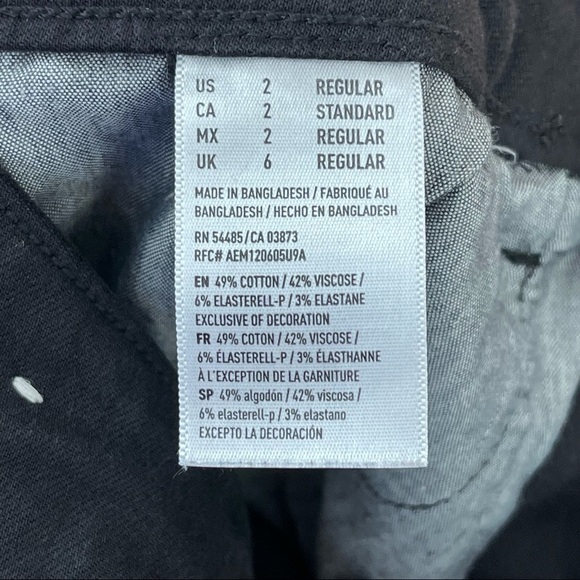 US 2 REGULAR
CA 2 STANDARD
MX 2 REGULAR
UK 6 REGULAR
MADE IN BANGLADESH / FABRIQUÉ AU
BANGLADESH / HECHO EN BANGLADESH
RN 54485/CA 03873
RFC# AEM120605U9A
EN 49% COTTON / 42% VISCOSE /
6% ELASTERELL-P / 3% ELASTANE
EXCLUSIVE OF DECORATION
FR 49% COTON / 42% VISCOSE /
6% ÉLASTERELL-P / 3% ÉLASTHANNE
À L'EXCEPTION DE LA GARNITURE
SP 49% algodón / 42% viscosa /
6% elasterell-p / 3% elastano
EXCEPTO LA DECORACIÓN